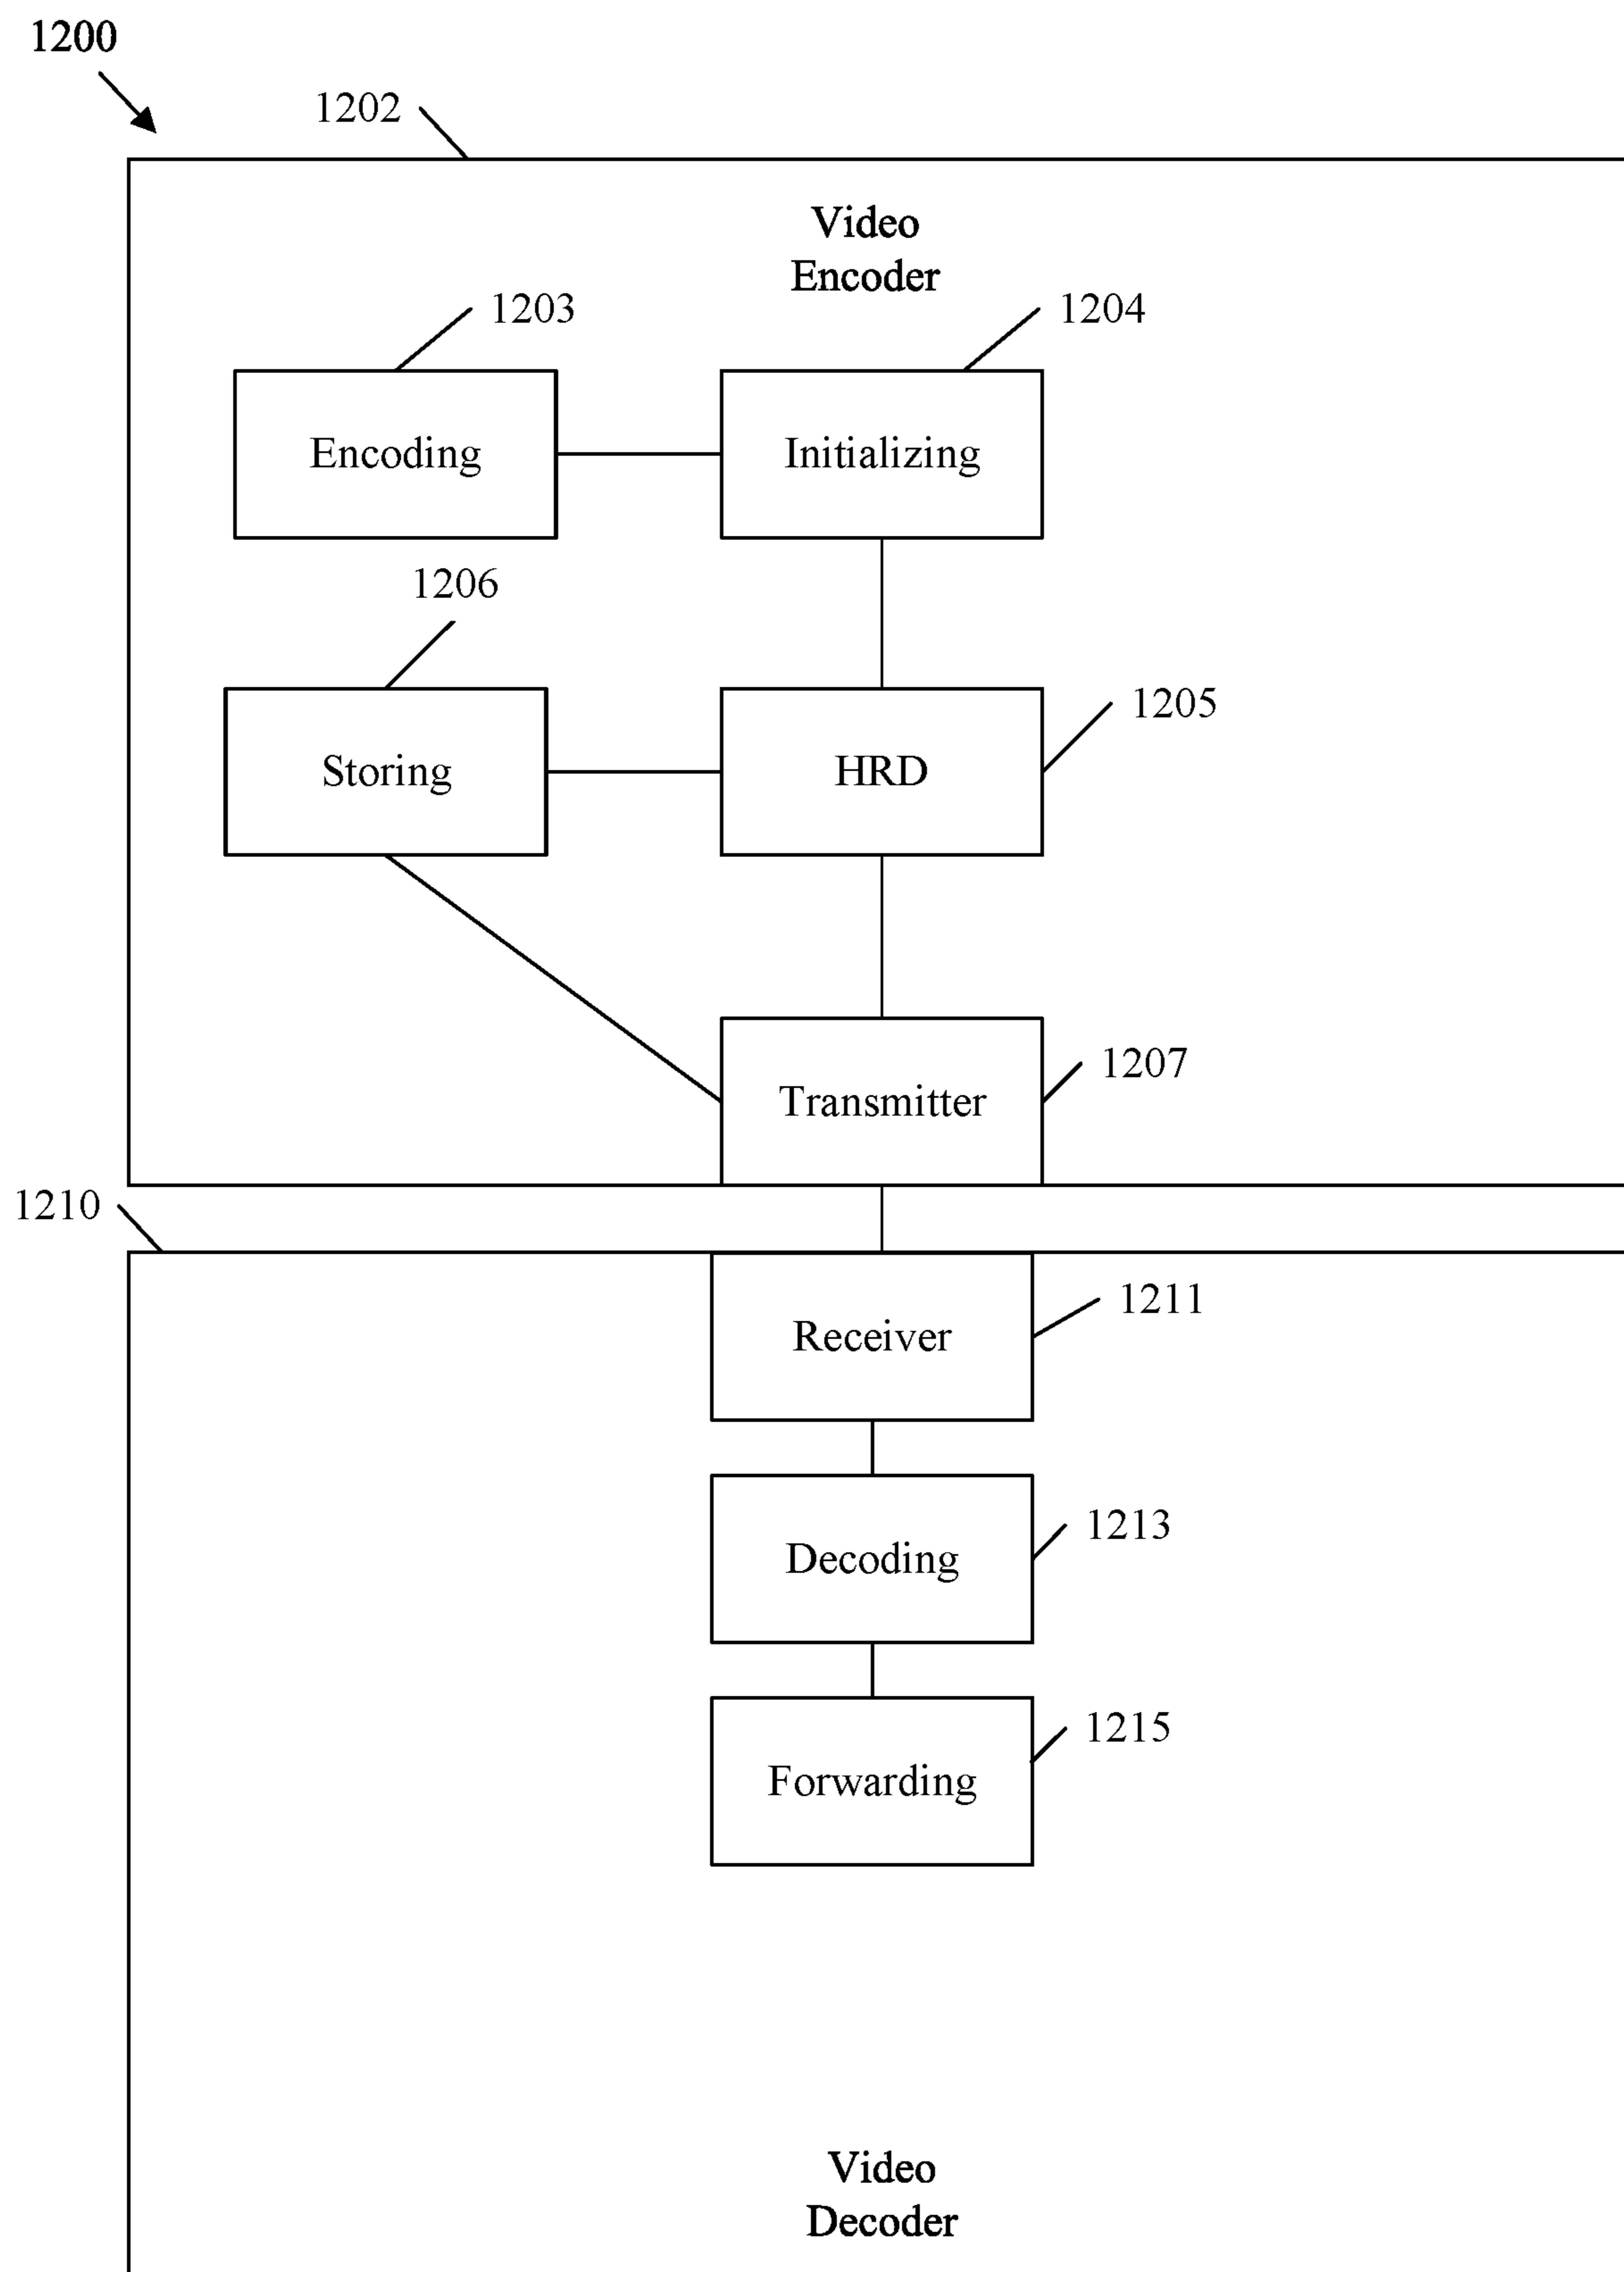 1200
1202
Video
Encoder
1203
1204
Encoding
Initializing
1206
1205
Storing
HRD
1207
Transmitter
1210
1211
Receiver
1213
Decoding
1215
Forwarding
Video
Decoder